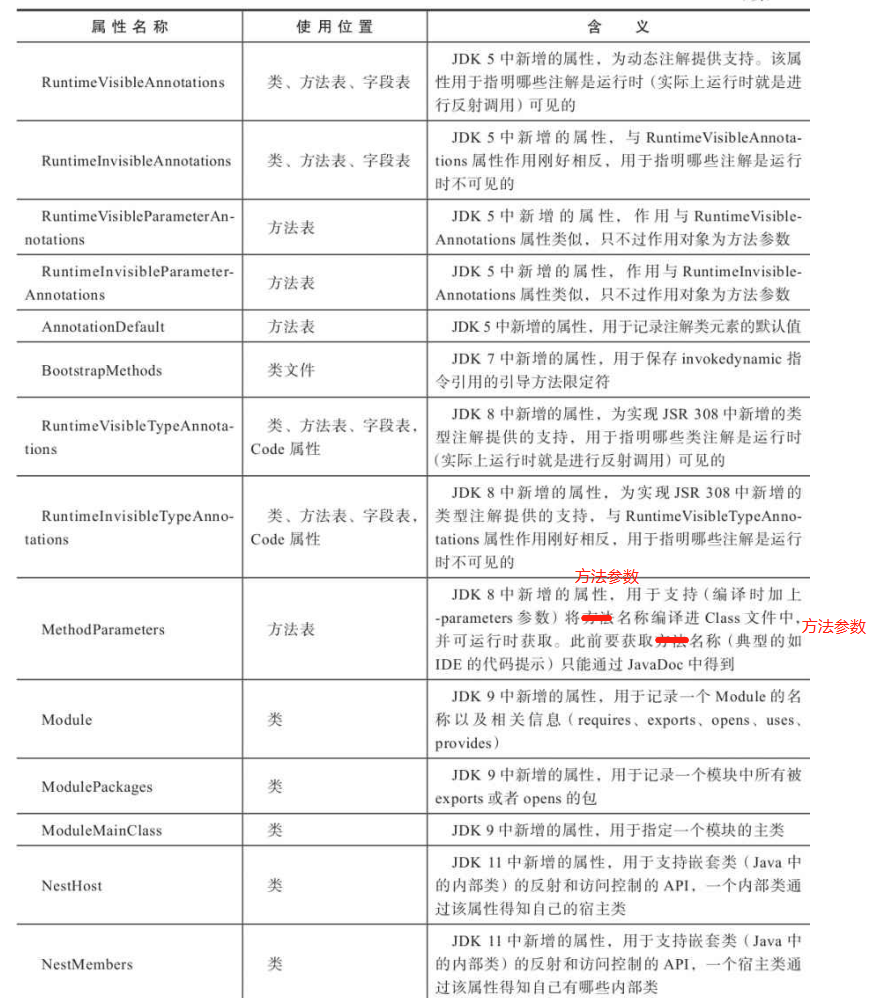 属性名称 使用位置 含 义
RuntimeVisibleAnnotations 类、方法表、字段表 JDK 5 中新增的属性，为动态注解提供支持。该属
性用于指明哪些注解是运行时（实际上运行时就是进
行反射调用）可见的
RuntimeInvisibleAnnotations 类、方法表、字段表 JDK 5 中新增的属性，与 RuntimeVisibleAnnota-
tions 属性作用刚好相反，用于指明哪些注解是运行
时不可见的
RuntimeVisibleParameterAn-
notations 方法表 JDK 5 中新增的属性，作用与 RuntimeVisible-
Annotations 属性类似，只不过作用对象为方法参数
RuntimeInvisibleParameter-
Annotations 方法表 JDK 5 中新增的属性，作用与 RuntimeInvisible-
Annotations 属性类似，只不过作用对象为方法参数
AnnotationDefault 方法表 JDK 5 中新增的属性，用于记录注解类元素的默认值
BootstrapMethods 类文件 JDK 7 中新增的属性，用于保存 invokedynamic 指
令引用的引导方法限定符
RuntimeVisibleTypeAnnota-
tions 类、方法表、字段表，
Code 属性 JDK 8 中新增的属性，为实现 JSR 308 中新增的类
型注解提供的支持，用于指明哪些类注解是运行时
（实际上运行时就是进行反射调用）可见的
RuntimeInvisibleTypeAnno-
tations 类、方法表、字段表，
Code 属性 JDK 8 中新增的属性，为实现 JSR 308 中新增的
类型注解提供的支持，与 RuntimeVisibleTypeAnno-
tations 属性作用刚好相反，用于指明哪些注解是运行
时不可见的
方法参数
MethodParameters 方法表 JDK 8 中新增的属性，用于支持（编译时加上
-parameters 参数）将名称编译进 Class 文件中，
方法参数
并可运行时获取。此前要获取名称（典型的如
IDE 的代码提示）只能通过 JavaDoc 中得到
Module 类 JDK 9 中新增的属性，用于记录一个 Module 的名
称以及相关信息（requires、exports、opens、uses、
provides）
ModulePackages 类 JDK 9 中新增的属性，用于记录一个模块中所有被
exports 或者 opens 的包
ModuleMainClass 类 JDK 9 中新增的属性，用于指定一个模块的主类
NestHost 类 JDK 11 中新增的属性，用于支持嵌套类（Java 中
的内部类）的反射和访问控制的 API，一个内部类通
过该属性得知自己的宿主类
NestMembers 类 JDK 11 中新增的属性，用于支持嵌套类（Java 中
的内部类）的反射和访问控制的 API，一个宿主类通
过该属性得知自己有哪些内部类